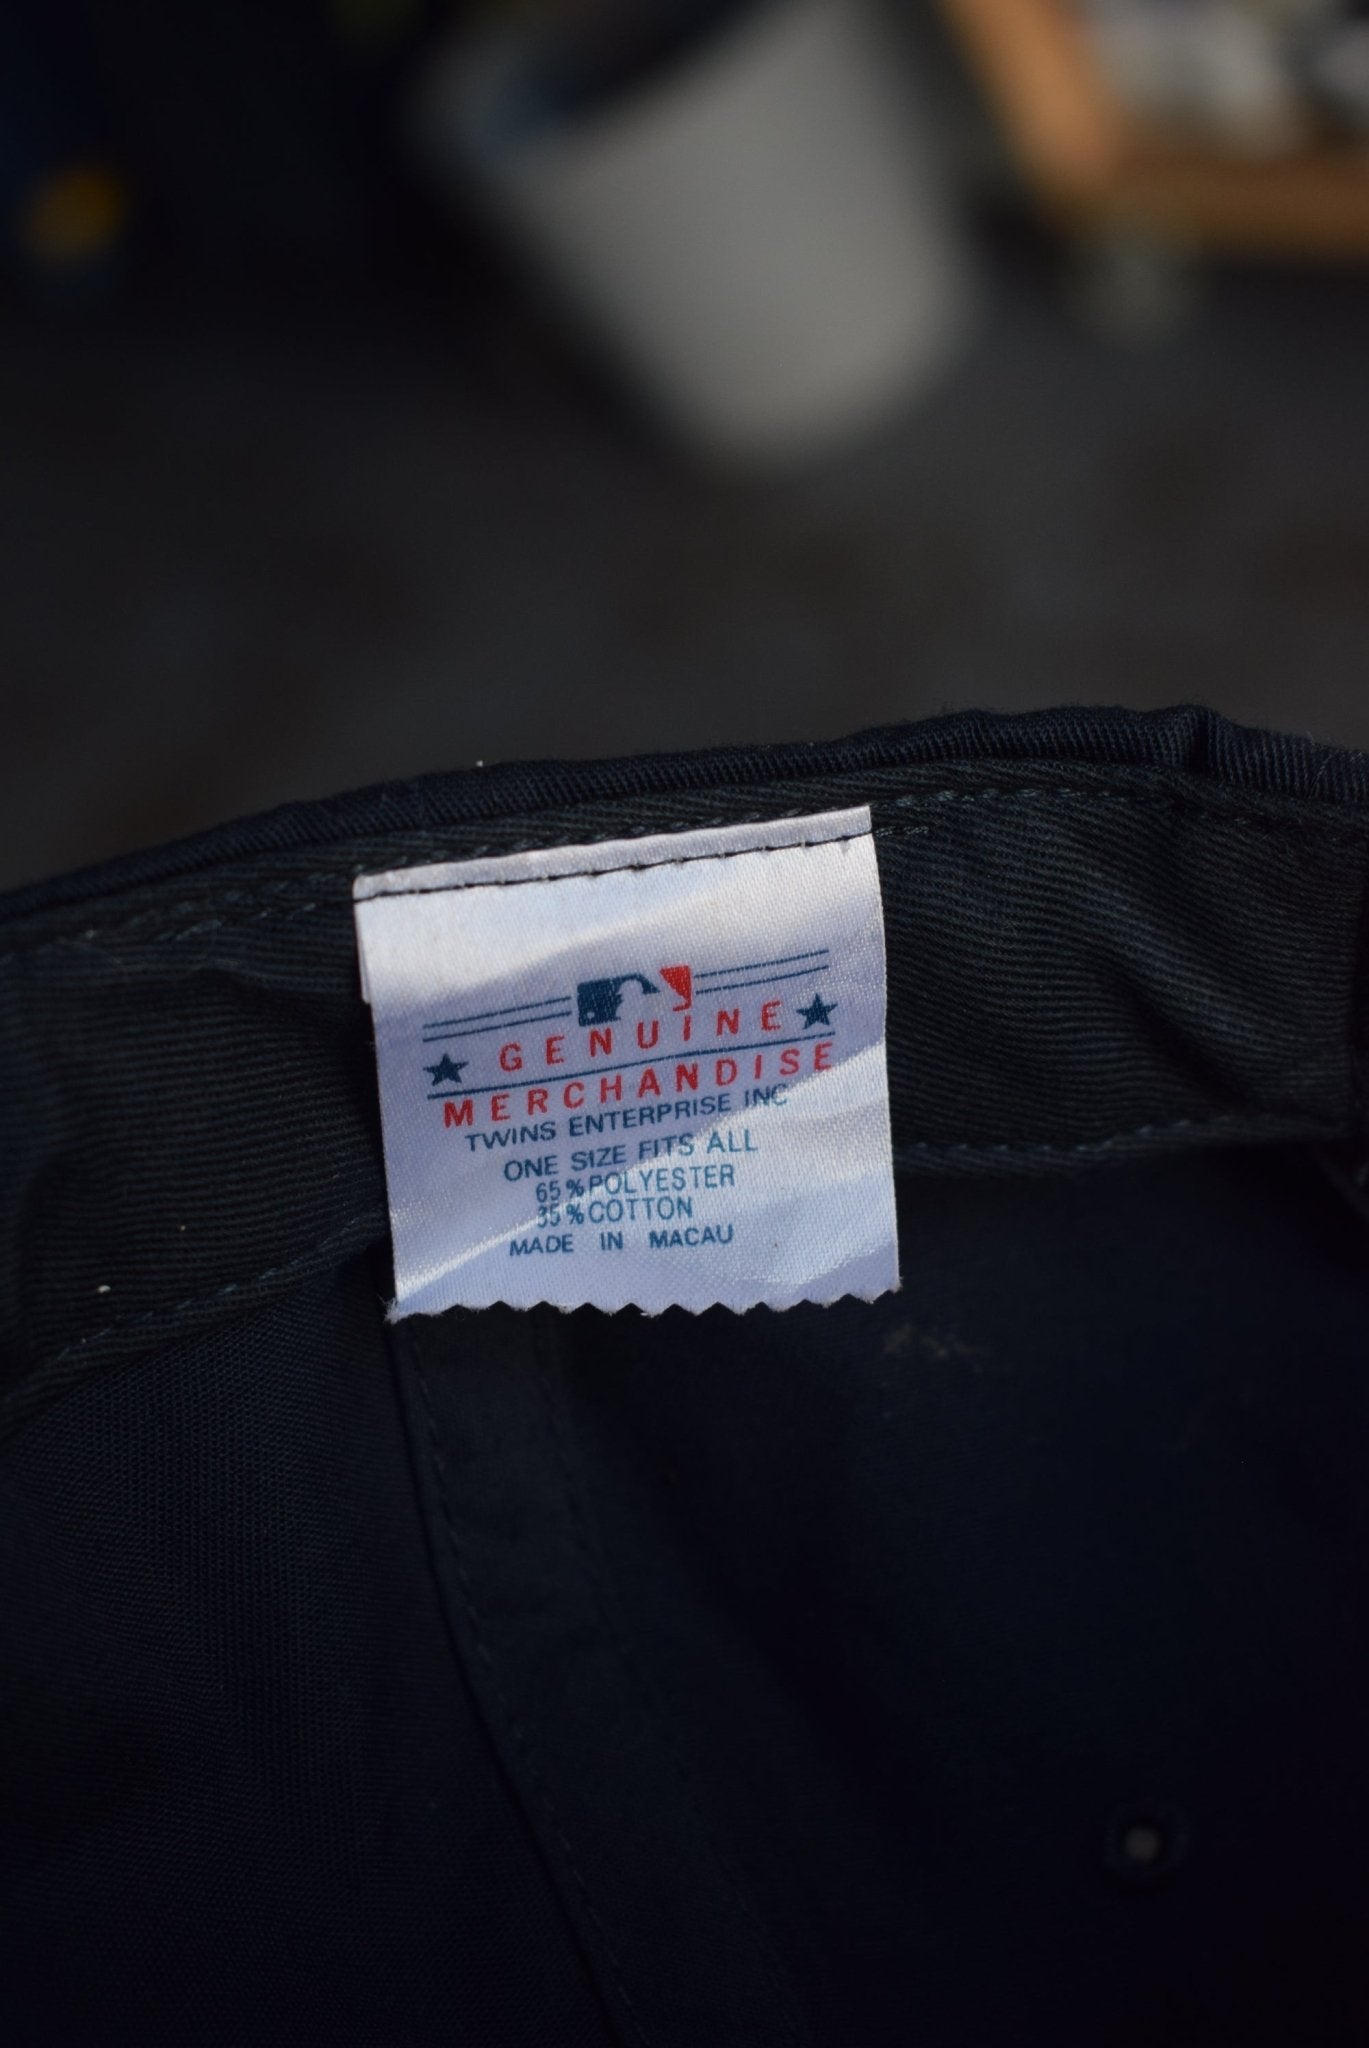 GENUINE
MERCHANDISE
TWINS ENTERPRISE INC
ONE SIZE FITS ALL
65% POLYESTER
35% COTTON
MADE IN MACAU